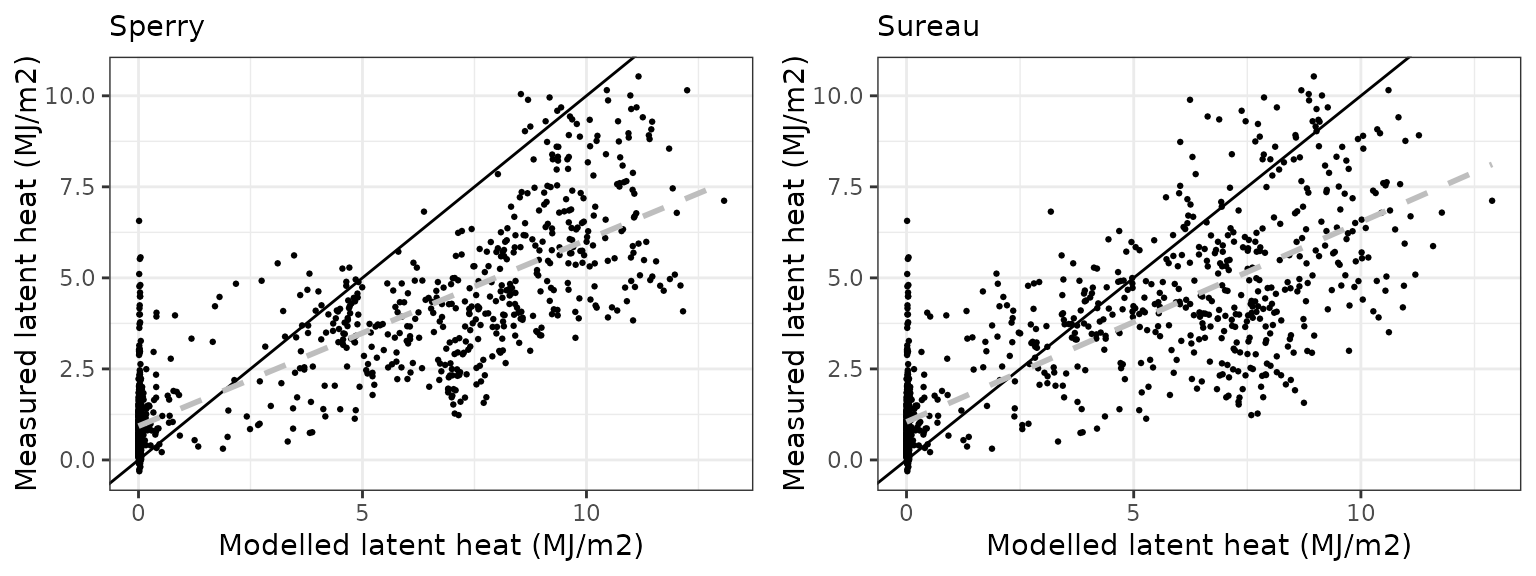 Sperry
Measured latent heat (MJ/m2)
10.0
7.5
5.0
2.5
0.0
0 5 10
Modelled latent heat (MJ/m2)
Sureau
Measured latent heat (MJ/m2)
10.0
7.5
5.0
2.5
0.0
0 5 10
Modelled latent heat (MJ/m2)